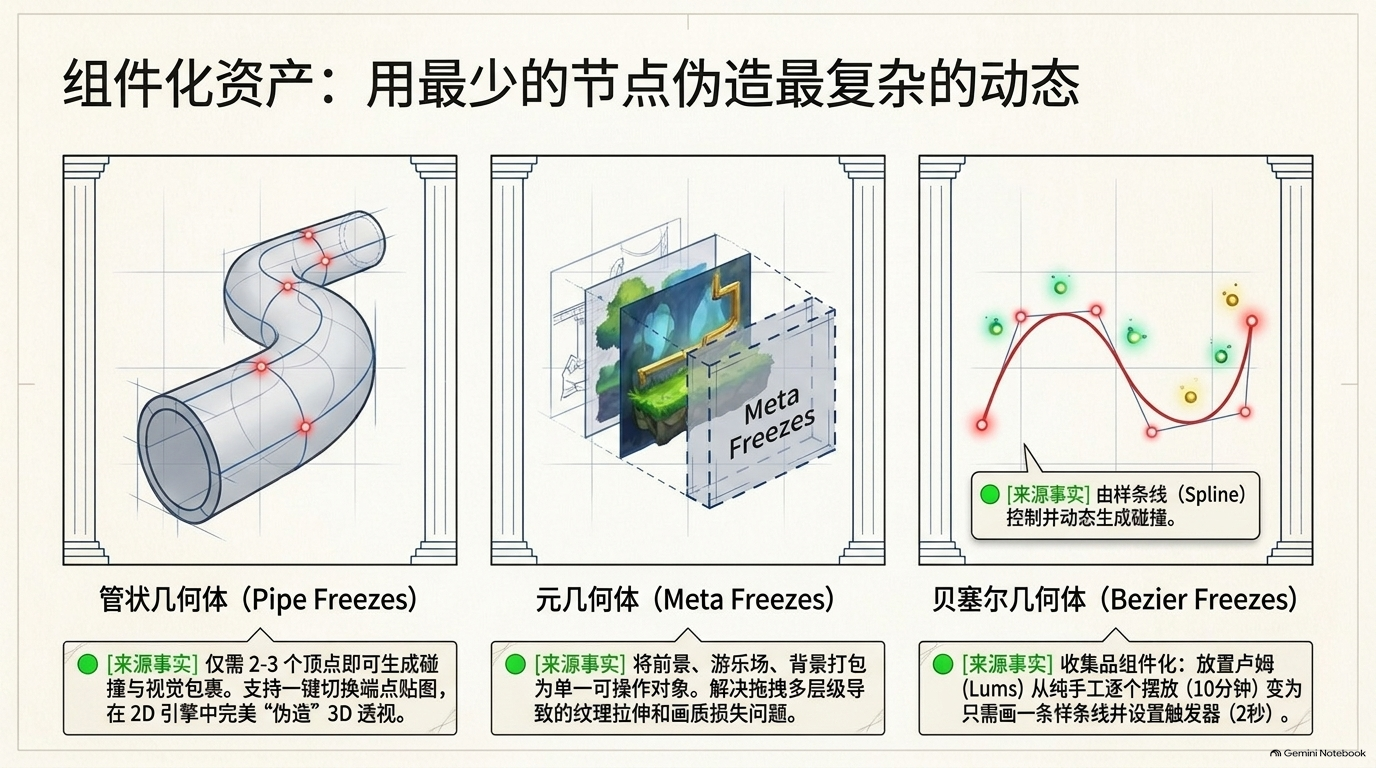 组件化资产：用最少的节点伪造最复杂的动态
Meta
Freezes
[来源事实] 由样条线（Spline）
控制并动态生成碰撞。
管状几何体（Pipe Freezes）
元几何体（Meta Freezes）
贝塞尔几何体（Bezier Freezes）
[来源事实] 仅需 2-3 个顶点即可生成碰
撞与视觉包裹。支持一键切换端点贴图，
在 2D 引擎中完美“伪造”3D 透视。
[来源事实] 将前景、游乐场、背景打包
为单一可操作对象。解决拖拽多层级导
致的纹理拉伸和画质损失问题。
[来源事实] 收集品组件化：放置卢姆
(Lums) 从纯手工逐个摆放（10分钟）变为
只需画一条样条线并设置触发器（2秒）。
Gemini Notebook